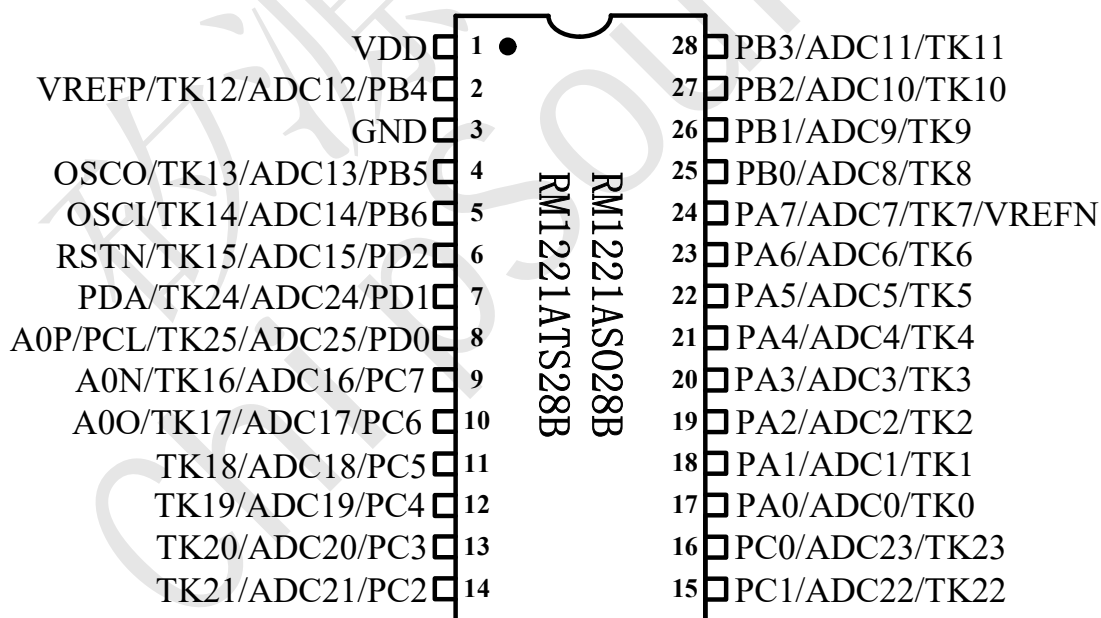 VDD 1 28 PB3/ADC11/TK11
VREFP/TK12/ADC12/PB4 2 27 PB2/ADC10/TK10
GND 3 26 PB1/ADC9/TK9
OSCO/TK13/ADC13/PB5 4 25 PB0/ADC8/TK8
OSCI/TK14/ADC14/PB6 5 24 PA7/ADC7/TK7/VREFN
RSTN/TK15/ADC15/PD2 6 23 PA6/ADC6/TK6
PDA/TK24/ADC24/PD1 7 22 PA5/ADC5/TK5
A0P/PCL/TK25/ADC25/PD0 8 21 PA4/ADC4/TK4
A0N/TK16/ADC16/PC7 9 20 PA3/ADC3/TK3
A0O/TK17/ADC17/PC6 10 19 PA2/ADC2/TK2
TK18/ADC18/PC5 11 18 PA1/ADC1/TK1
TK19/ADC19/PC4 12 17 PA0/ADC0/TK0
TK20/ADC20/PC3 13 16 PC0/ADC23/TK23
TK21/ADC21/PC2 14 15 PC1/ADC22/TK22
RM1221ASO28B
RM1221ATS28B